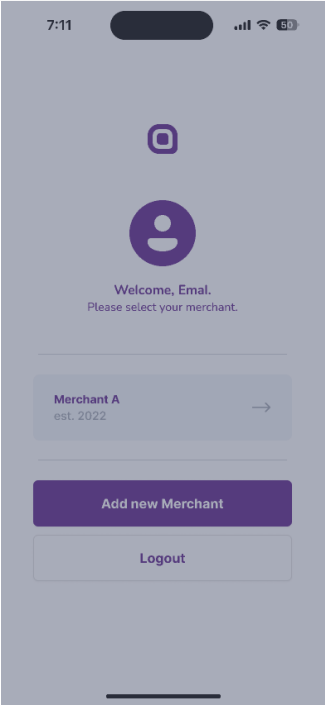 7:11
50
Welcome, Emal.
Please select your merchant.
Merchant A
est. 2022
Add new Merchant
Logout